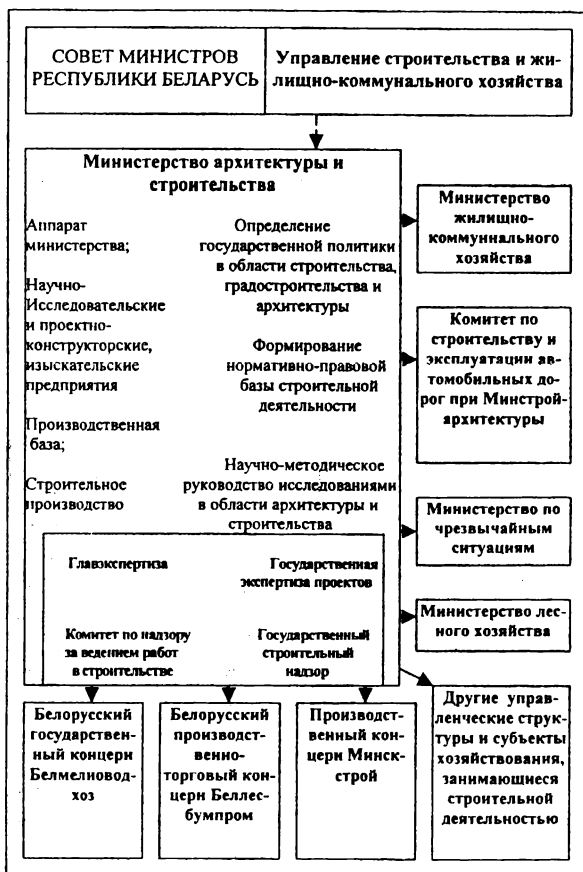 СОВЕТ МИНИСТРОВ
РЕСПУБЛИКИ БЕЛАРУСЬ
Управление строительства и жи-
лищно-коммунального хозяйства
Министерство архитектуры и
строительства
Аппарат
министерства;
Научно-
Исследовательские
и проектно-
конструкторские,
изыскательские
предприятия
Производственная
база;
Строительное
производство
Определение
государственной политики
в области строительства,
градостроительства и
архитектуры
Формирование
нормативно-правовой
базы строительной
деятельности
Научно-методическое
руководство исследованиями
в области архитектуры и
строительства
Главэкспертиза
Государственная
экспертиза проектов
Комитет по надзору
за ведением работ
в строительстве
Государственный
строительный
надзор
Министерство
жилищно-
коммуннального
хозяйства
Комитет по
строительству и
эксплуатации ав-
томобильных до-
рог при Минстрой-
архитектуры
Министерство по
чрезвычайным
ситуациям
Министерство лес-
ного хозяйства
Белорусский
государствен-
ный концерн
Белмелиовод-
хоз
Белорусский
производст-
венно-
торговый кон-
церн Беллес-
бумпром
Производст-
венный кон-
церн Минск-
строй
Другие управ-
ленческие струк-
туры и субъекты
хозяйствования,
занимающиеся
строительной
деятельностью